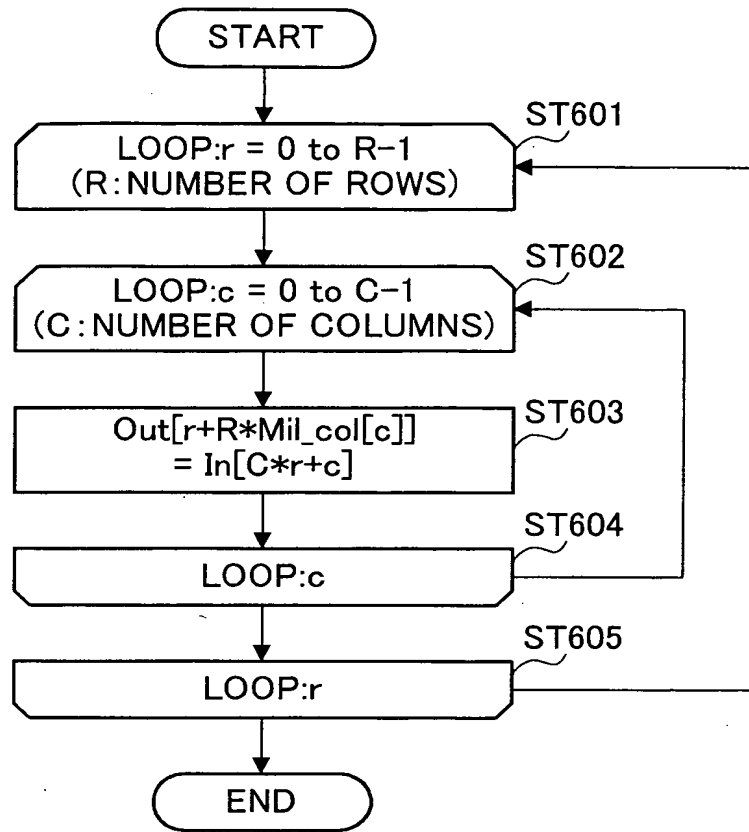 START
ST601
LOOP:r = 0 to R-1
(R:NUMBER OF ROWS)
ST602
LOOP:c = 0 to C-1
(C:NUMBER OF COLUMNS)
ST603
Out[r+R*Mil_col[c]]
= In[C*r+c]
ST604
LOOP:c
ST605
LOOP:r
END